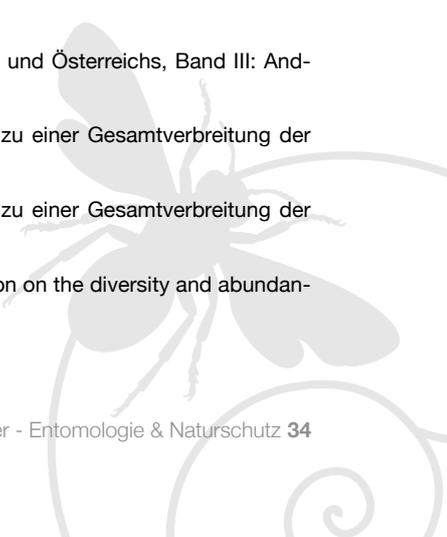 und Österreichs, Band III: And-
zu einer Gesamtverbreitung der
zu einer Gesamtverbreitung der
on on the diversity and abundan-
er - Entomologie & Naturschutz 34